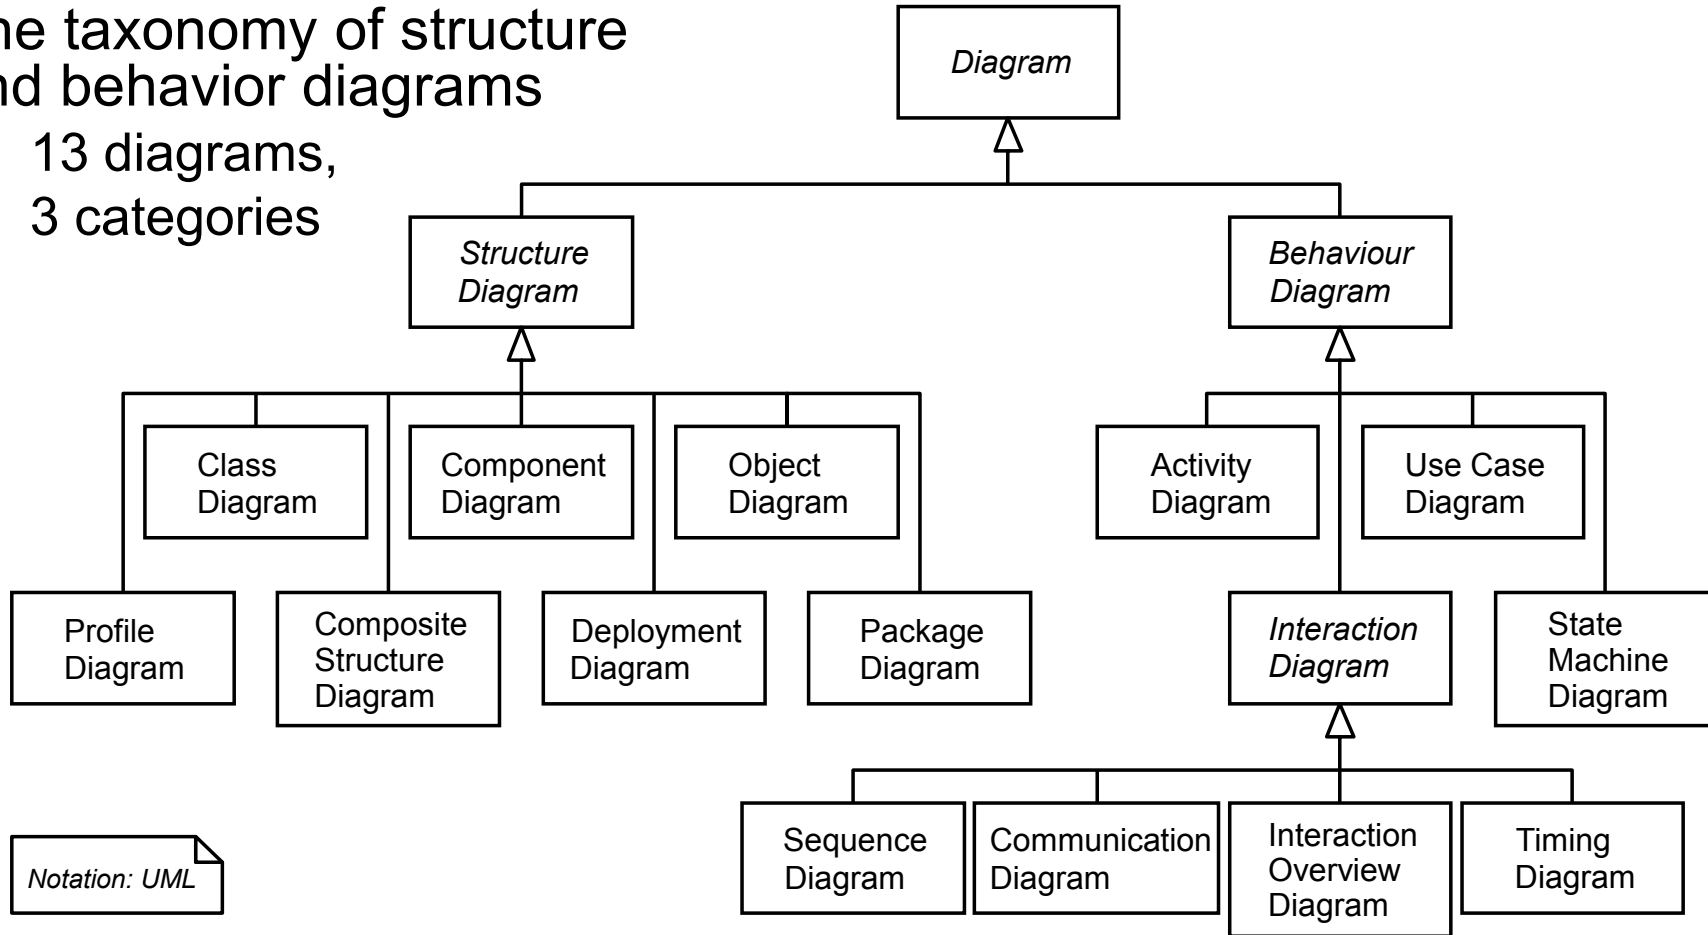 he taxonomy of structure
nd behavior diagrams
13 diagrams,
3 categories
Diagram
Structure
Diagram
Behaviour
Diagram
Class
Diagram
Component
Diagram
Object
Diagram
Activity
Diagram
Use Case
Diagram
Profile
Diagram
Composite
Structure
Diagram
Deployment
Diagram
Package
Diagram
Interaction
Diagram
State
Machine
Diagram
Sequence
Diagram
Communication
Diagram
Interaction
Overview
Diagram
Timing
Diagram
Notation: UML